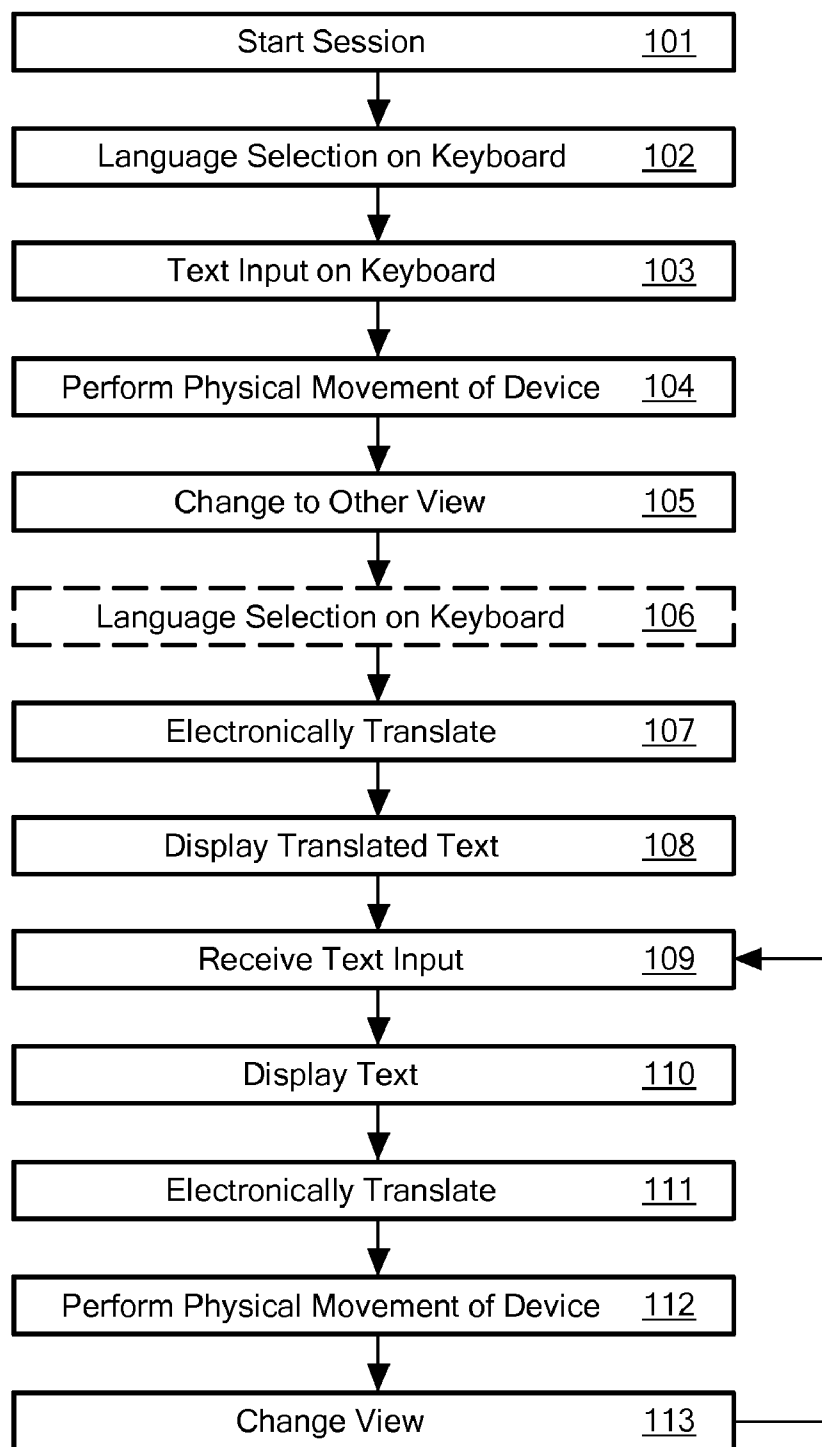 Start Session 101
Language Selection on Keyboard 102
Text Input on Keyboard 103
Perform Physical Movement of Device 104
Change to Other View 105
Language Selection on Keyboard 106
Electronically Translate 107
Display Translated Text 108
Receive Text Input 109
Display Text 110
Electronically Translate 111
Perform Physical Movement of Device 112
Change View 113